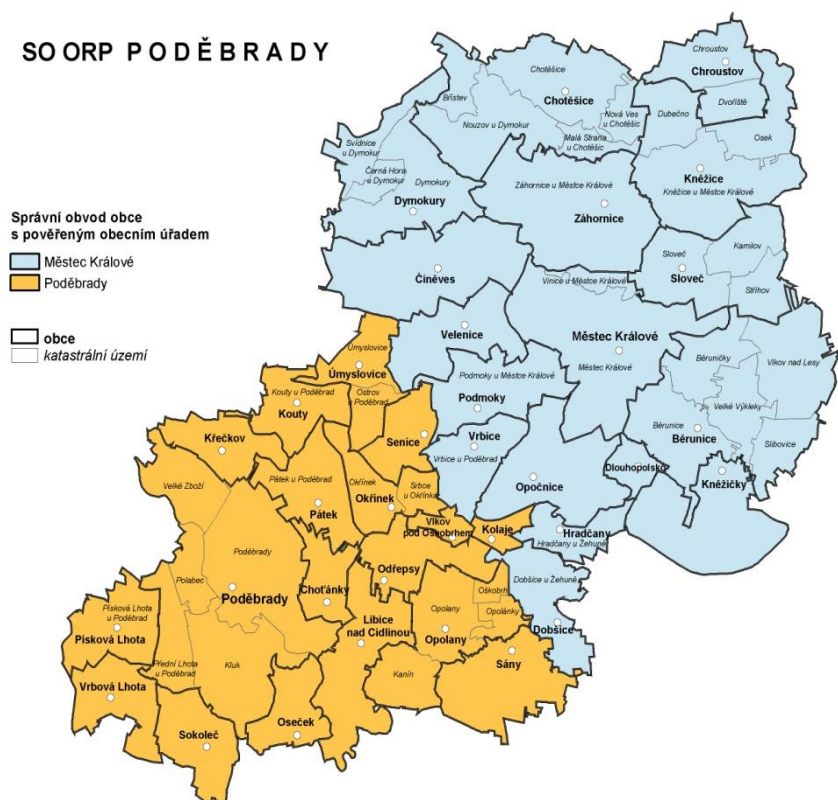 SO ORP PODĚBRADY
Správní obvod obce
s pověřeným obecním úřadem
Městec Králové
Poděbrady
obce
katastrální území
Chroustov
Chroustov
Dvořiště
Chotěšice
Chotěšice
Břístev
Nouzov u Dymokur
Nová Ves
u Chotěšic
Malá Strana
u Chotěšic
Dubečno
Osek
Svídnice
u Dymokur
Černá Hora
u Dymokur
Dymokury
Dymokury
Záhornice u Městce Králové
Záhornice
Kněžice
Kněžice u Městce Králové
Činěves
Vinice u Městce Králové
Sloveč
Sloveč
Kamilov
Střihov
Velenice
Městec Králové
Městec Králové
Beruničky
Vlkov nad Lesy
Velké Výkleky
Běrunice
Běrunice
Slibovice
Úmyslovice
Úmyslovice
Podmoky u Městce Králové
Podmoky
Kouty u Poděbrad
Kouty
Ostrov
u Poděbrad
Senice
Vrbice
Vrbice u Poděbrad
Křečkov
Dlouhopolsko
Kněžičky
Opočnice
Velké Zboží
Pátek u Poděbrad
Pátek
Okřínek
Okřínek
Srbce
u Okřínka
Vlkov
pod Oškobrhem
Kolaje
Hradčany
Hradčany u Žehuně
Poděbrady
Poděbrady
Polabec
Choťánky
Odřepsy
Dobšice u Žehuně
Dobšice
Oškobrh
Opolany
Opolánky
Opolany
Libice
nad Cidlinou
Písková Lhota
u Poděbrad
Písková Lhota
Přední Lhota
u Poděbrad
Kluk
Kanín
Sány
Vrbová Lhota
Sokoleč
Oseček